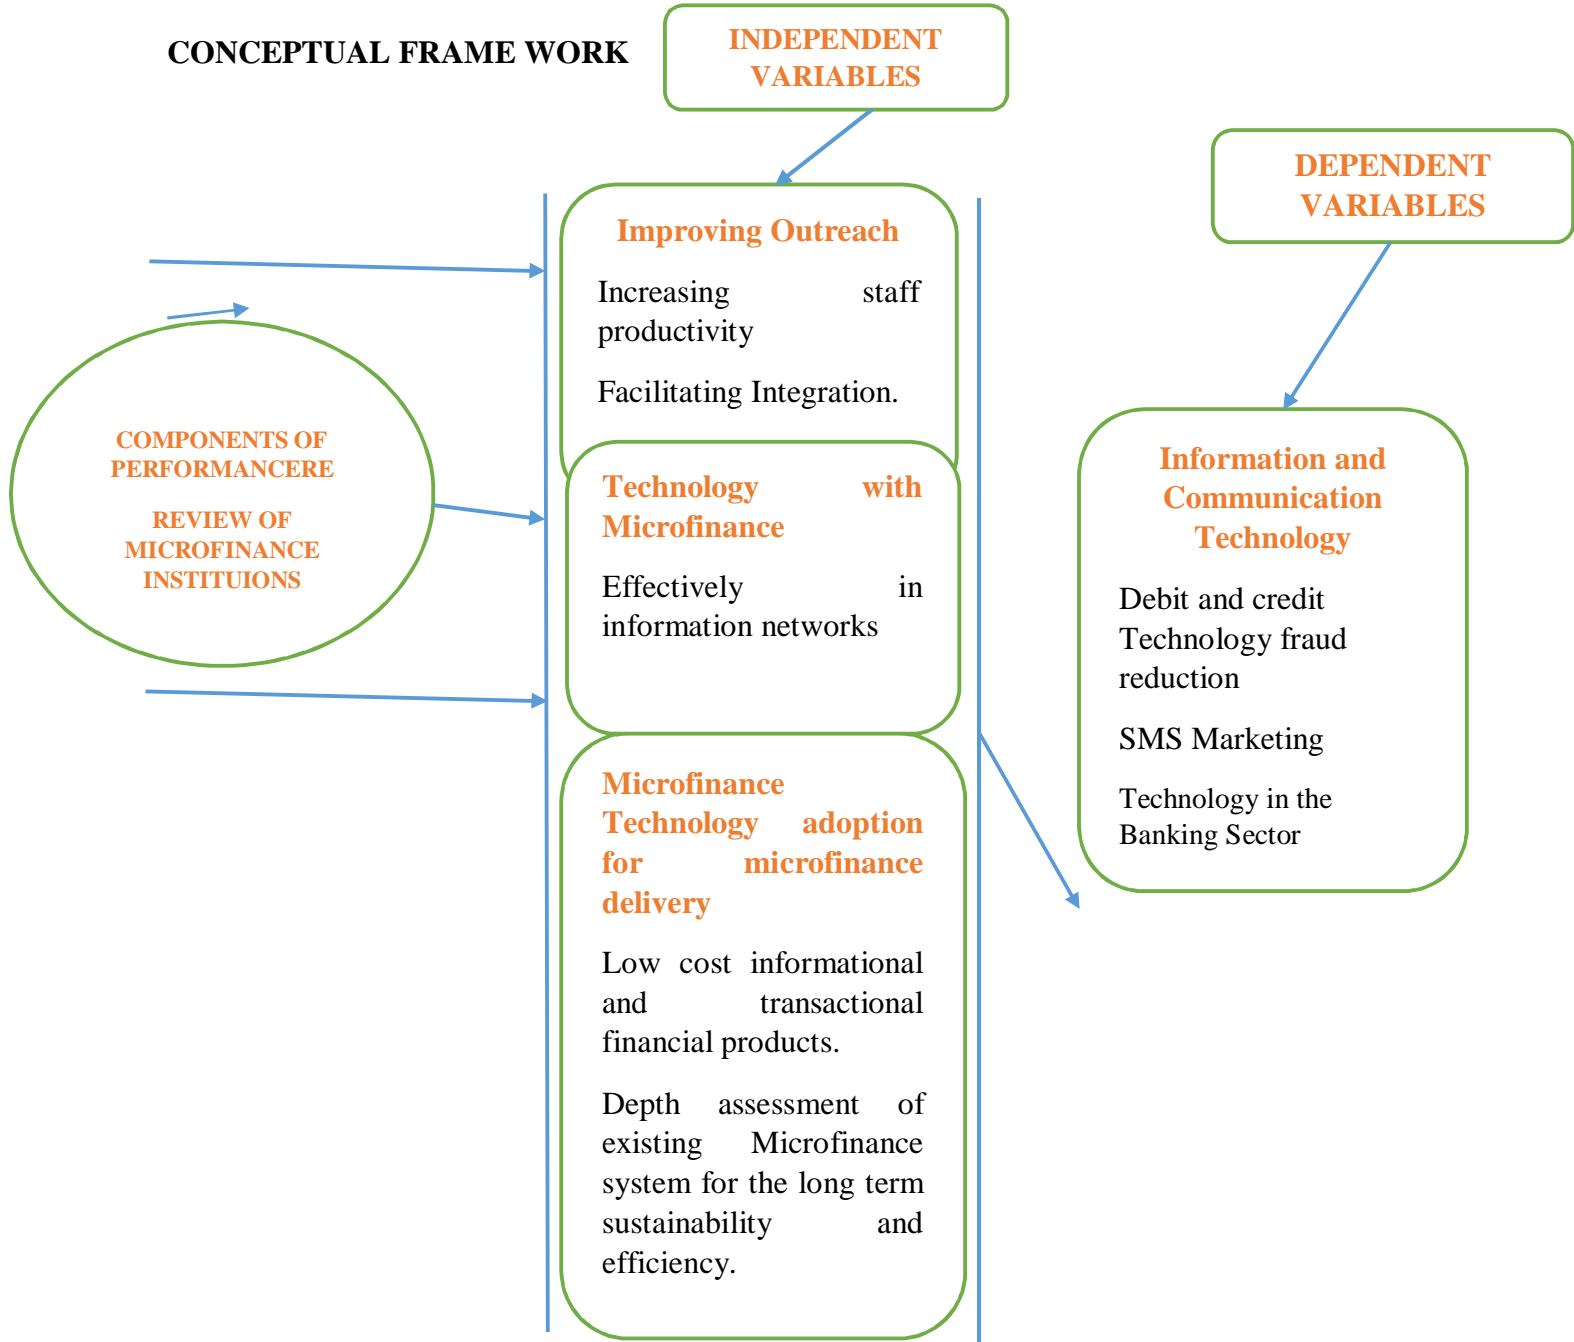 CONCEPTUAL FRAME WORK
INDEPENDENT
VARIABLES
DEPENDENT
VARIABLES
COMPONENTS OF
PERFORMANCERE
REVIEW OF
MICROFINANCE
INSTITUIONS
Improving Outreach
Increasing staff
productivity
Facilitating Integration.
Technology with
Microfinance
Effectively in
information networks
Microfinance
Technology adoption
for microfinance
delivery
Low cost informational
and transactional
financial products.
Depth assessment of
existing Microfinance
system for the long term
sustainability and
efficiency.
Information and
Communication
Technology
Debit and credit
Technology fraud
reduction
SMS Marketing
Technology in the
Banking Sector